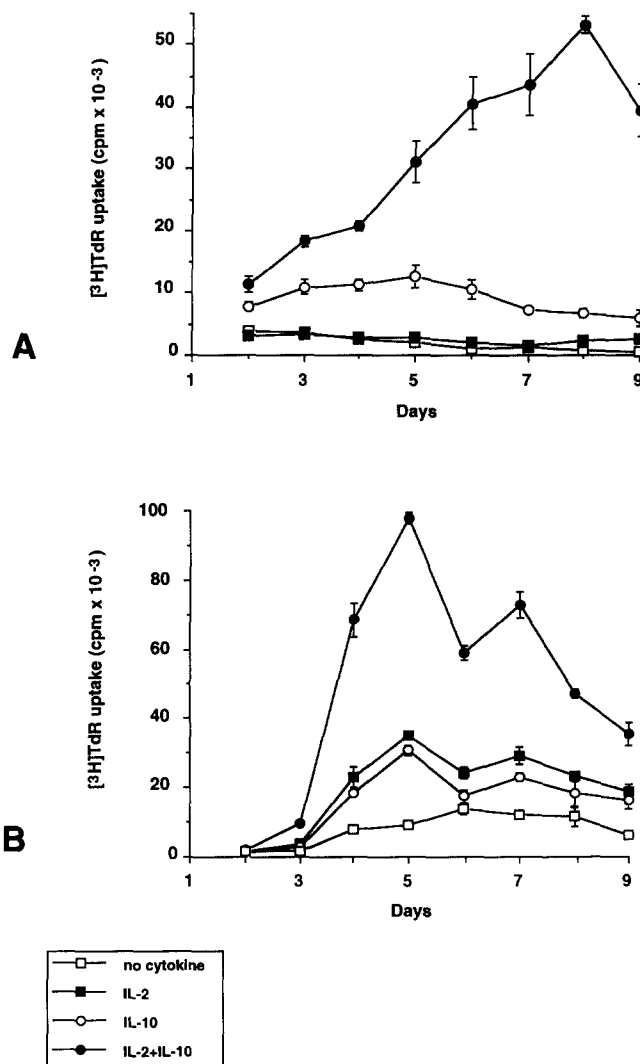 50
40
30
20
10
0
[³H]TdR uptake (cpm x 10⁻³)
A
1 3 5 7 9
Days
100
80
60
40
20
0
[³H]TdR uptake (cpm x 10⁻³)
B
1 3 5 7 9
Days
no cytokine
IL-2
IL-10
IL-2+IL-10